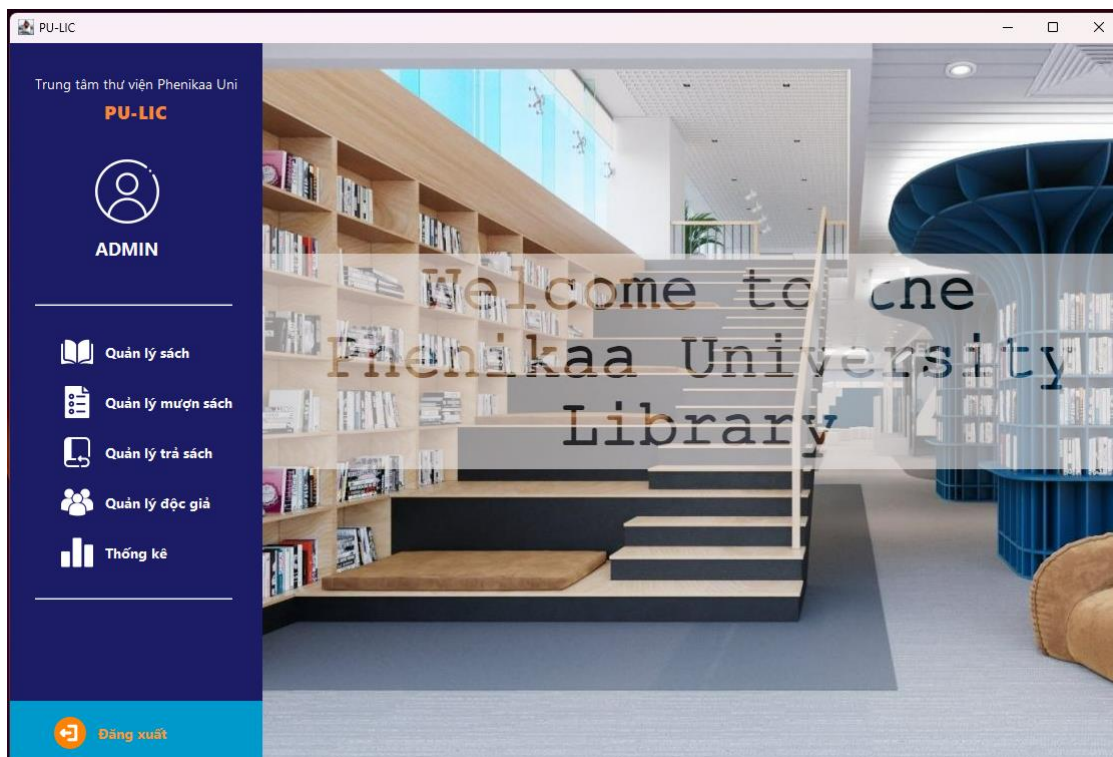 PU-LIC
Trung tâm thư viện Phenikaa Uni
PU-LIC
ADMIN
Quản lý sách
Quản lý mượn sách
Quản lý trả sách
Quản lý độc giả
Thống kê
Đăng xuất
Welcome to the
Phenikaa University
Library